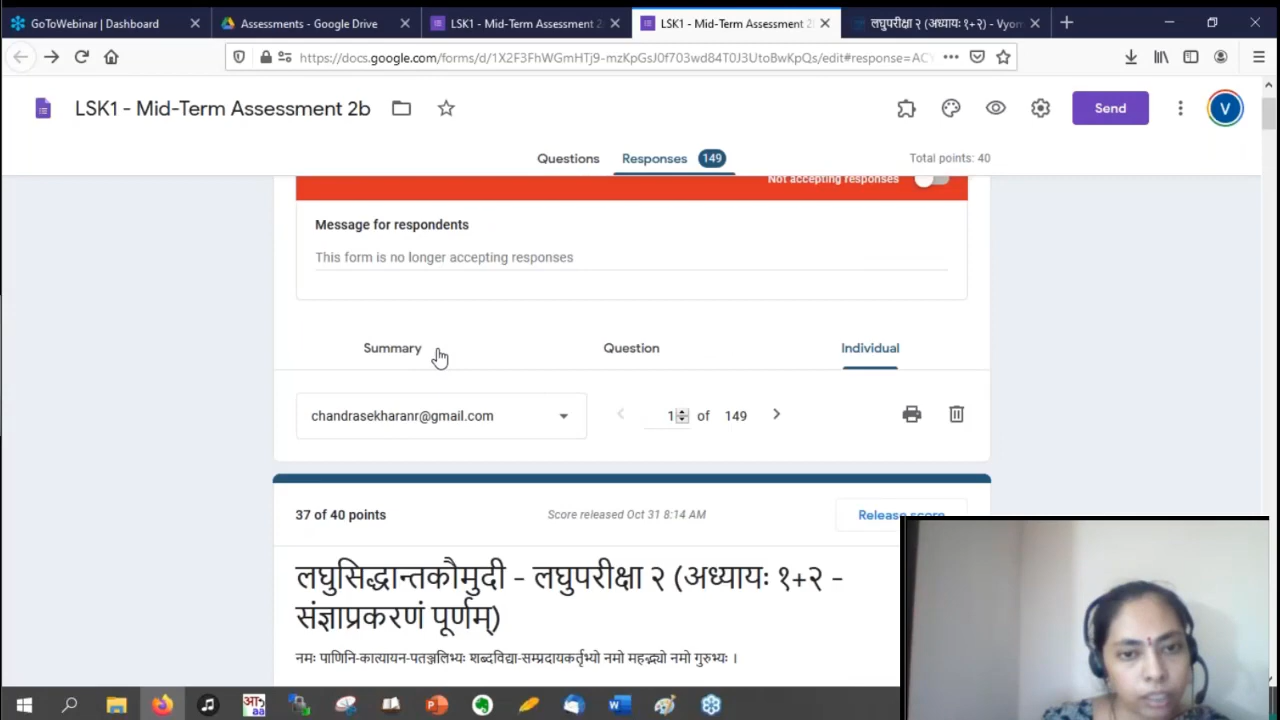 GoToWebinar | Dashboard
Assessments - Google Drive
LSK1 - Mid-Term Assessment 2
LSK1 - Mid-Term Assessment 2
लघुपरीक्षा २ (अध्यायः १+२) - Vyom
https://docs.google.com/forms/d/1X2F3FhWGmHTj9-mzKpGsJ0f703wd84T0J3UtoBwKpQs/edit#response=AC
LSK1 - Mid-Term Assessment 2b
Send
V
Questions
Responses
149
Total points: 40
Not accepting responses
Message for respondents
This form is no longer accepting responses
Summary
Question
Individual
chandrasekharanr@gmail.com
1 of 149
37 of 40 points
Score released Oct 31 8:14 AM
Release score
लघुसिद्धान्तकौमुदी - लघुपरीक्षा २ (अध्यायः १+२ -
संज्ञाप्रकरणं पूर्णम्)
नमः पाणिनि-कात्यायन-पतञ्जलिभ्यः शब्दविद्या-सम्प्रदायकर्तृभ्यो नमो महद्भ्यो नमो गुरुभ्यः ।